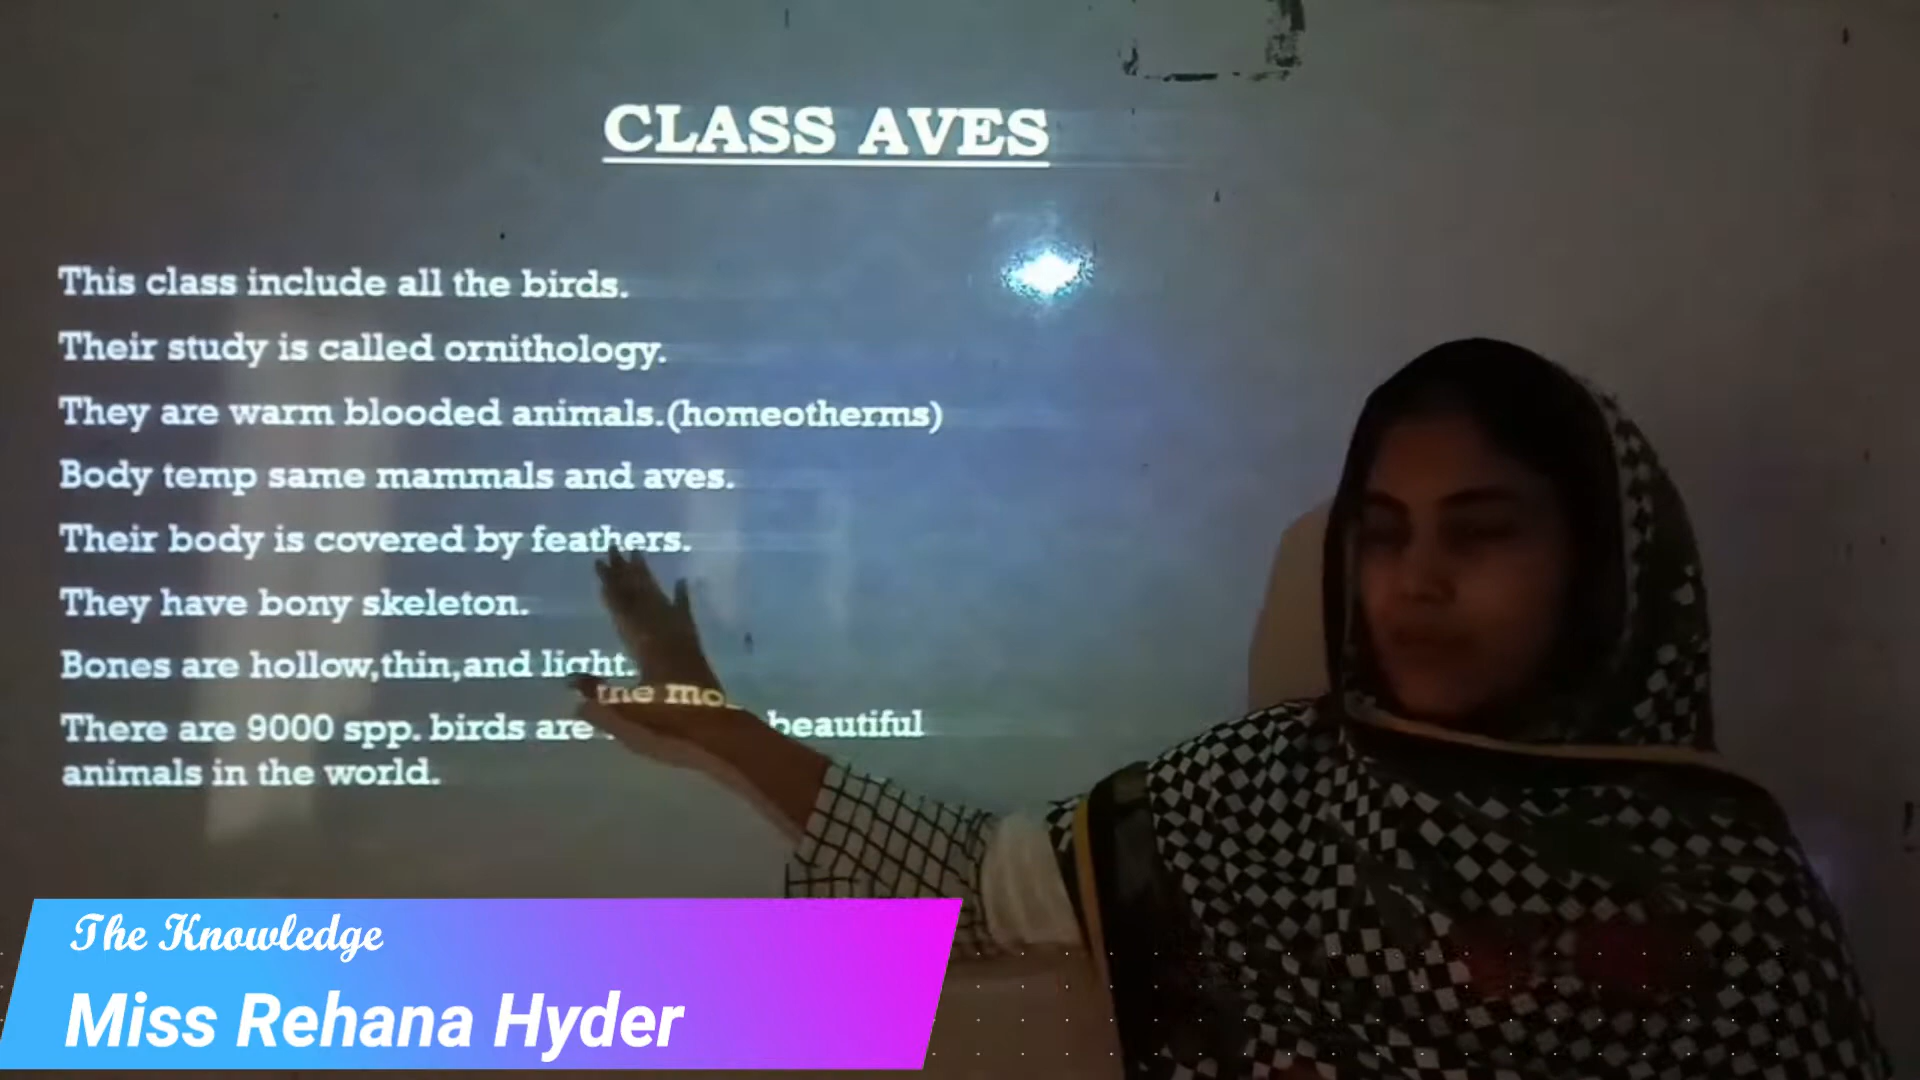 CLASS AVES
This class include all the birds.
Their study is called ornithology.
They are warm blooded animals.(homeotherms)
Body temp same mammals and aves.
Their body is covered by feathers.
They have bony skeleton.
Bones are hollow,thin,and light.
There are 9000 spp. birds are the mo beautiful
animals in the world.
The Knowledge
Miss Rehana Hyder